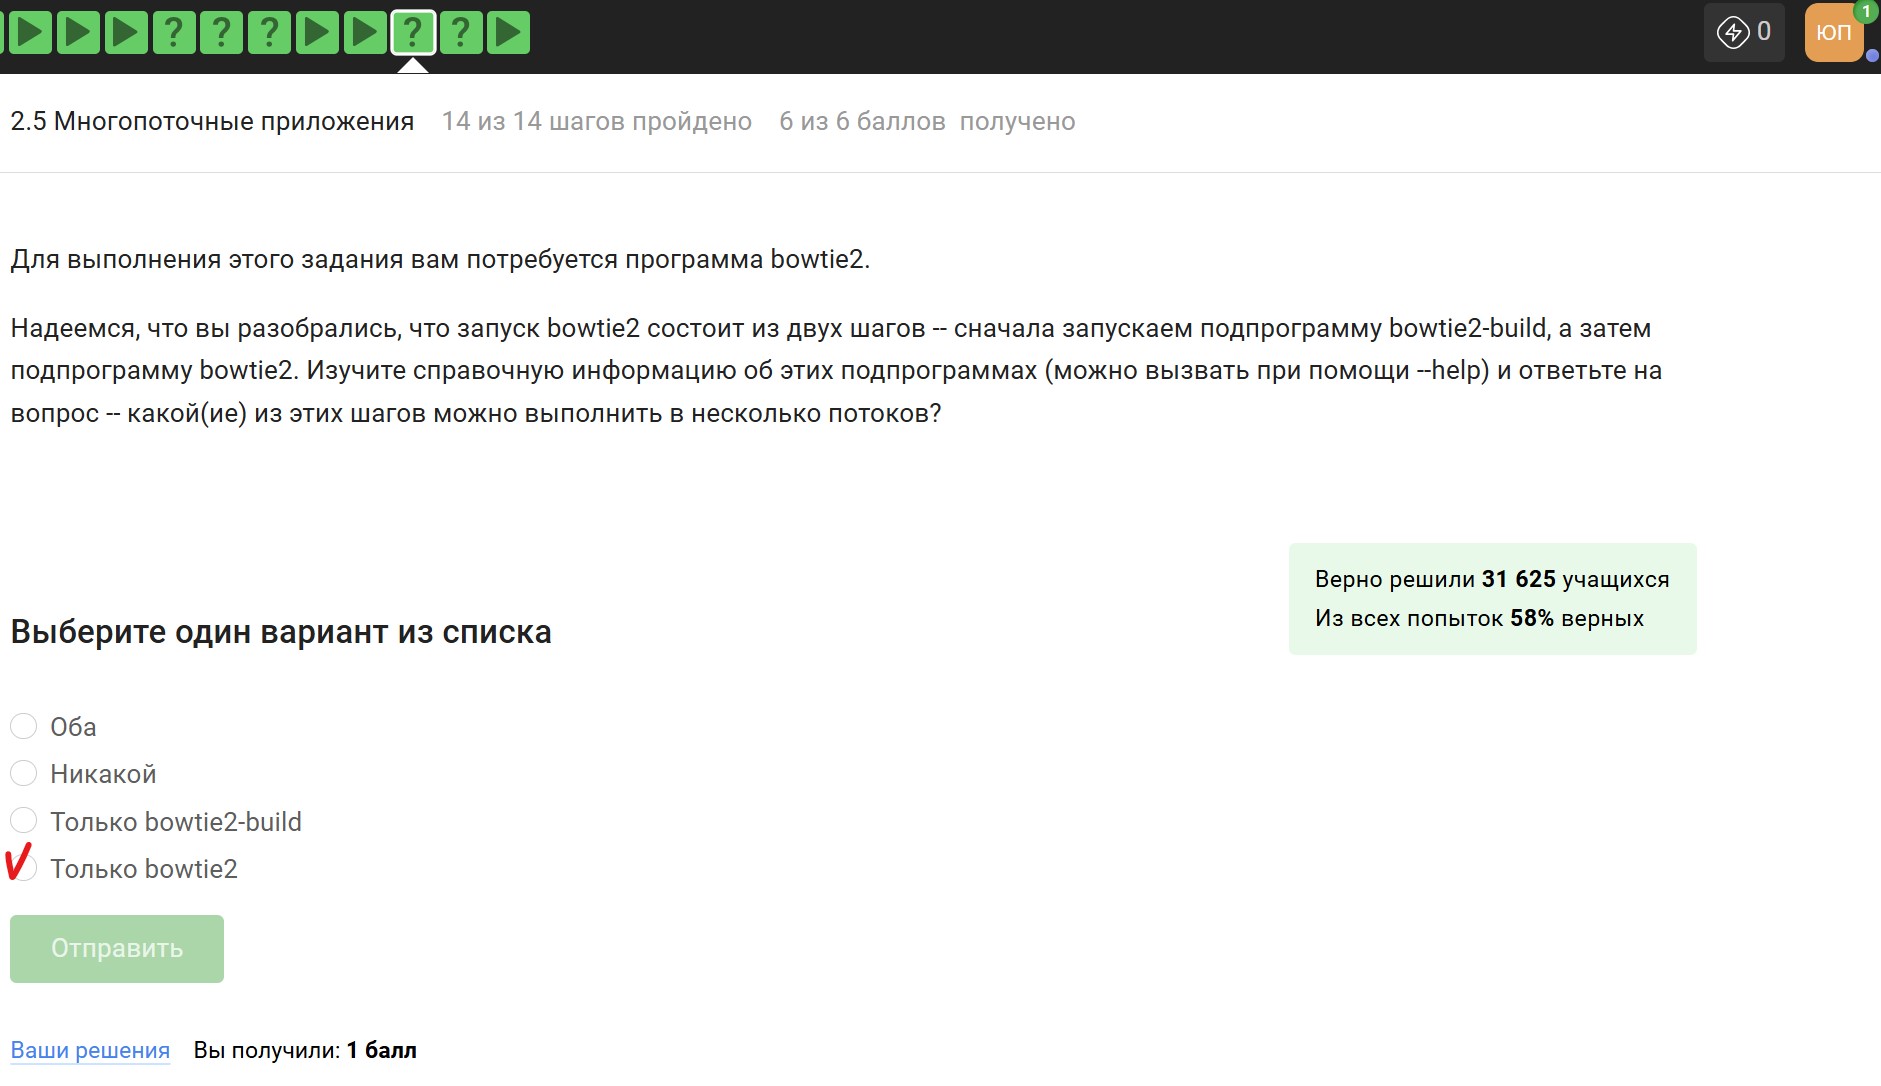 ? ? ? ? ?
0
ЮП
1
2.5 Многопоточные приложения 14 из 14 шагов пройдено 6 из 6 баллов получено
Для выполнения этого задания вам потребуется программа bowtie2.
Надеемся, что вы разобрались, что запуск bowtie2 состоит из двух шагов -- сначала запускаем подпрограмму bowtie2-build, а затем
подпрограмму bowtie2. Изучите справочную информацию об этих подпрограммах (можно вызвать при помощи --help) и ответьте на
вопрос -- какой(ие) из этих шагов можно выполнить в несколько потоков?
Верно решили 31 625 учащихся
Из всех попыток 58% верных
Выберите один вариант из списка
Оба
Никакой
Только bowtie2-build
Только bowtie2
Отправить
Ваши решения Вы получили: 1 балл